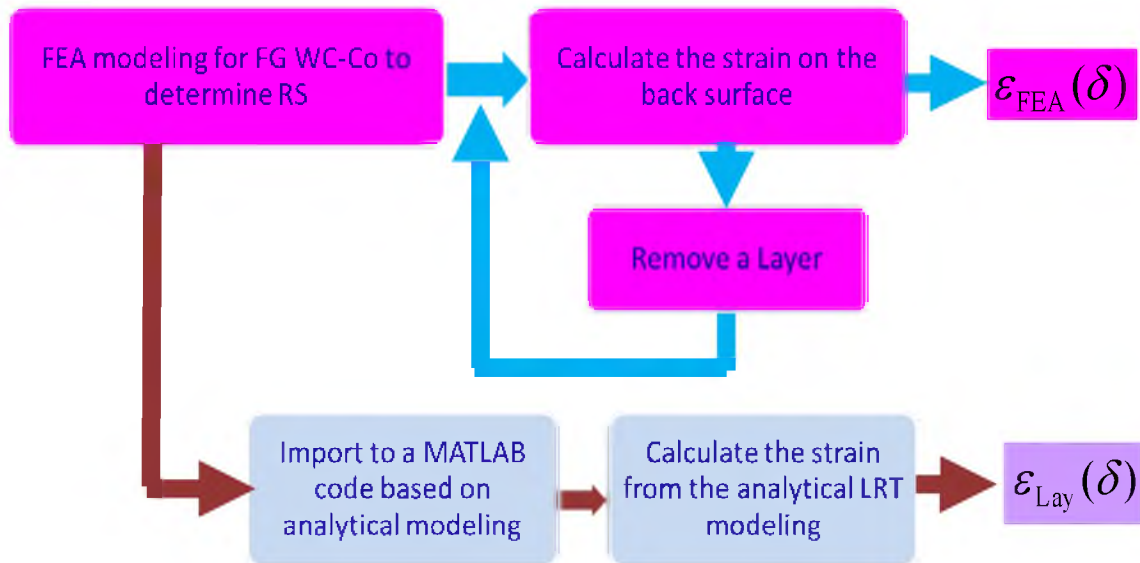 FEA modeling for FG WC-Co to
determine RS
Calculate the strain on the
back surface
εFEA(δ)
Remove a Layer
Import to a MATLAB
code based on
analytical modeling
Calculate the strain
from the analytical LRT
modeling
εLay(δ)